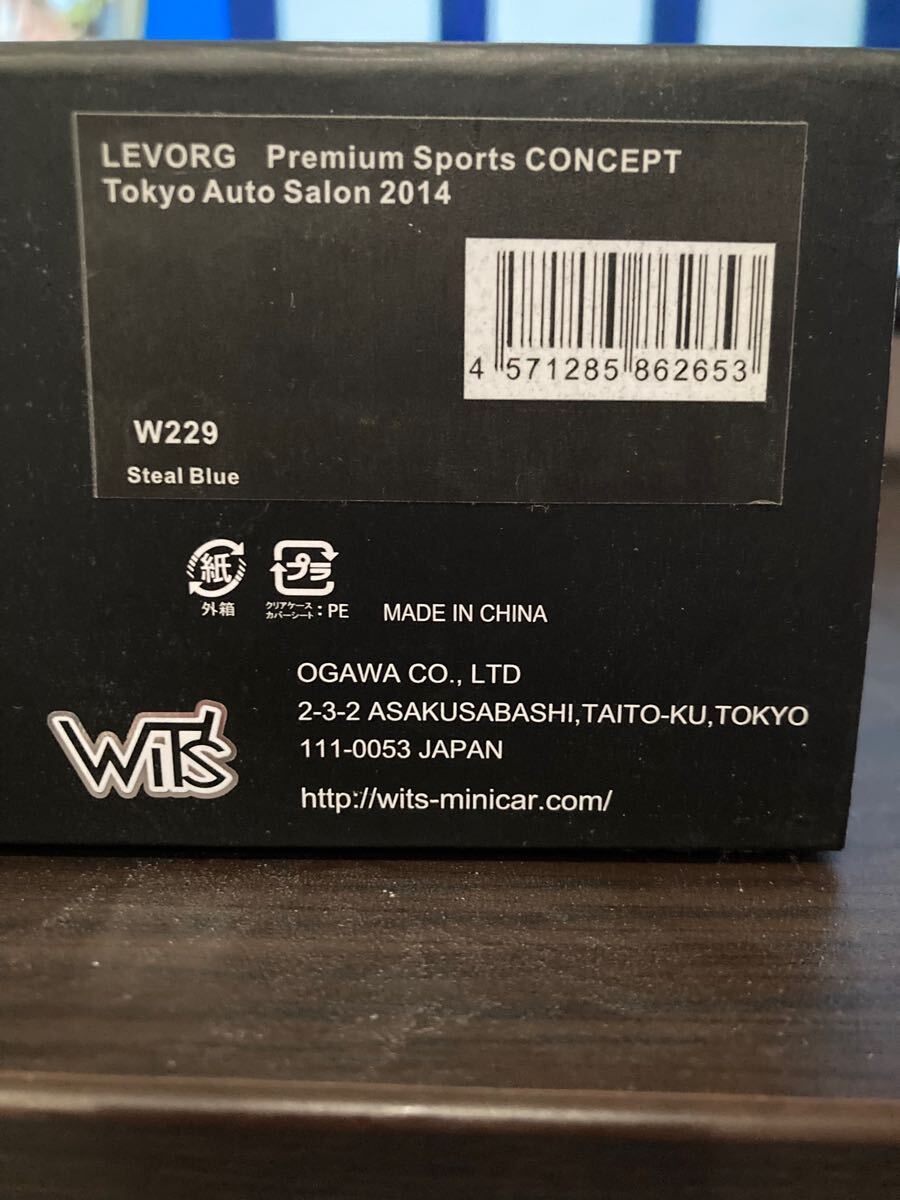 LEVORG Premium Sports CONCEPT
Tokyo Auto Salon 2014
4 571285 862653
W229
Steal Blue
紙
プラ
外箱
クリアケース
カバーシート:PE
MADE IN CHINA
OGAWA CO., LTD
2-3-2 ASAKUSABASHI,TAITO-KU,TOKYO
111-0053 JAPAN
WiT'S
http://wits-minicar.com/